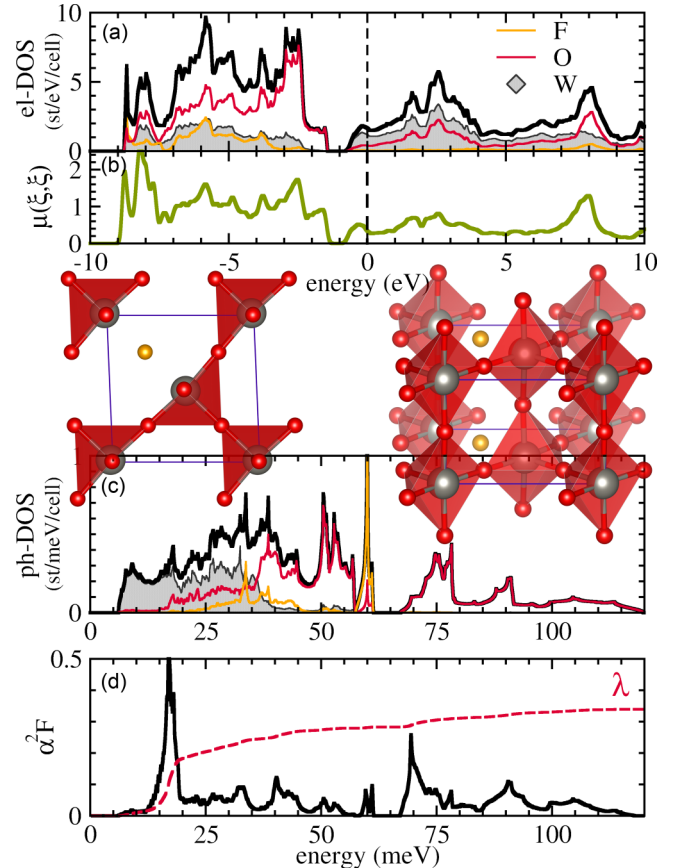 (a)
F
O
W
el-DOS
(st/eV/cell)
10
5
0
(b)
μ(ξ,ξ)
2
1
0
-10 -5 0 5 10
energy (eV)
(c)
ph-DOS
(st/meV/cell)
1
0
0 25 50 75 100
(d)
λ
α²F
0.5
0
0 25 50 75 100
energy (meV)